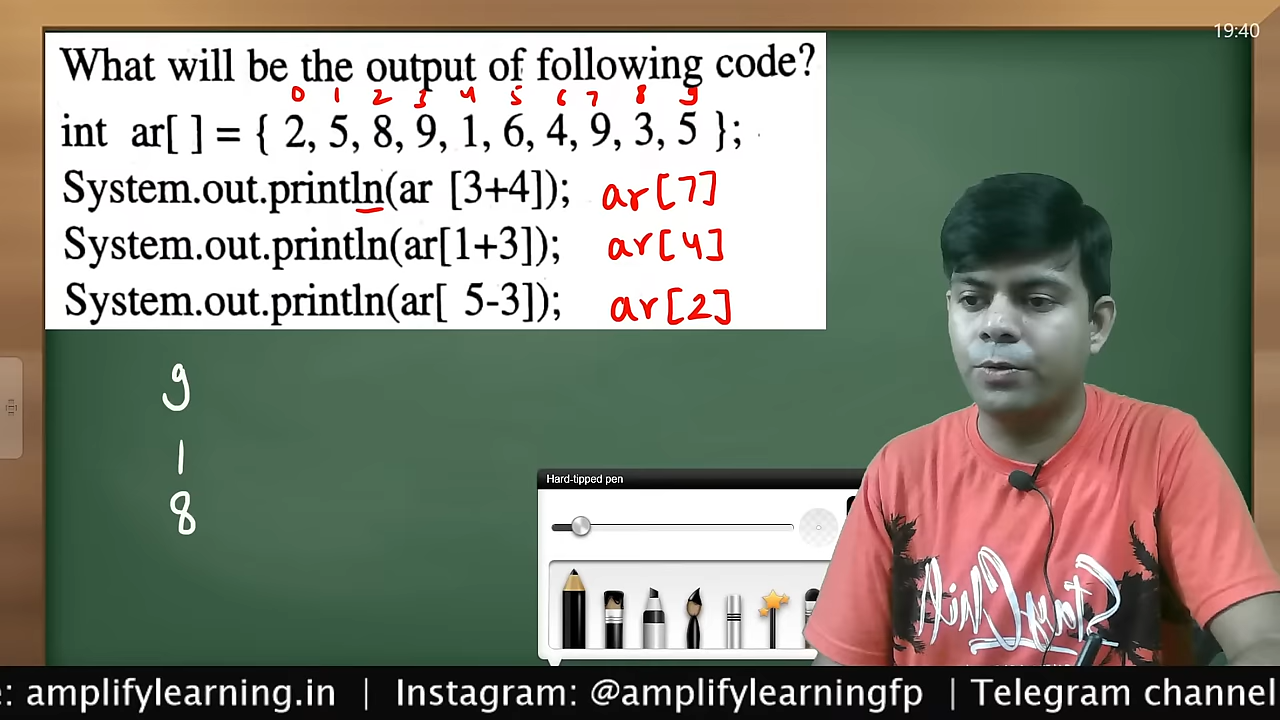 19:40
What will be the output of following code?
0 1 2 3 4 5 6 7 8 9
int ar[ ] = { 2, 5, 8, 9, 1, 6, 4, 9, 3, 5 };
System.out.println(ar [3+4]); ar[7]
System.out.println(ar[1+3]); ar[4]
System.out.println(ar[ 5-3]); ar[2]
9
1
8
Hard-tipped pen
Stay Chill
e: amplifylearning.in | Instagram: @amplifylearningfp | Telegram channel